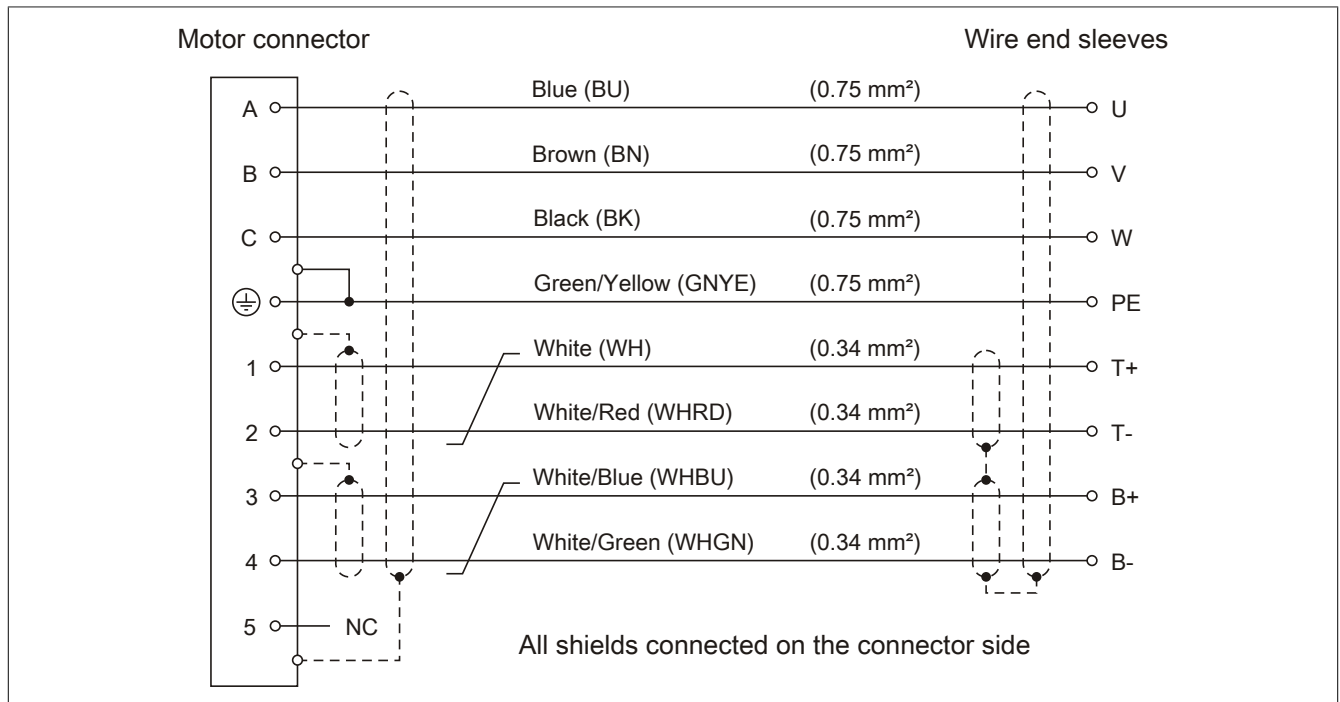 Motor connector Wire end sleeves
A Blue (BU) (0.75 mm²) U
B Brown (BN) (0.75 mm²) V
C Black (BK) (0.75 mm²) W
Green/Yellow (GNYE) (0.75 mm²) PE
1 White (WH) (0.34 mm²) T+
2 White/Red (WHRD) (0.34 mm²) T-
3 White/Blue (WHBU) (0.34 mm²) B+
4 White/Green (WHGN) (0.34 mm²) B-
5 NC
All shields connected on the connector side